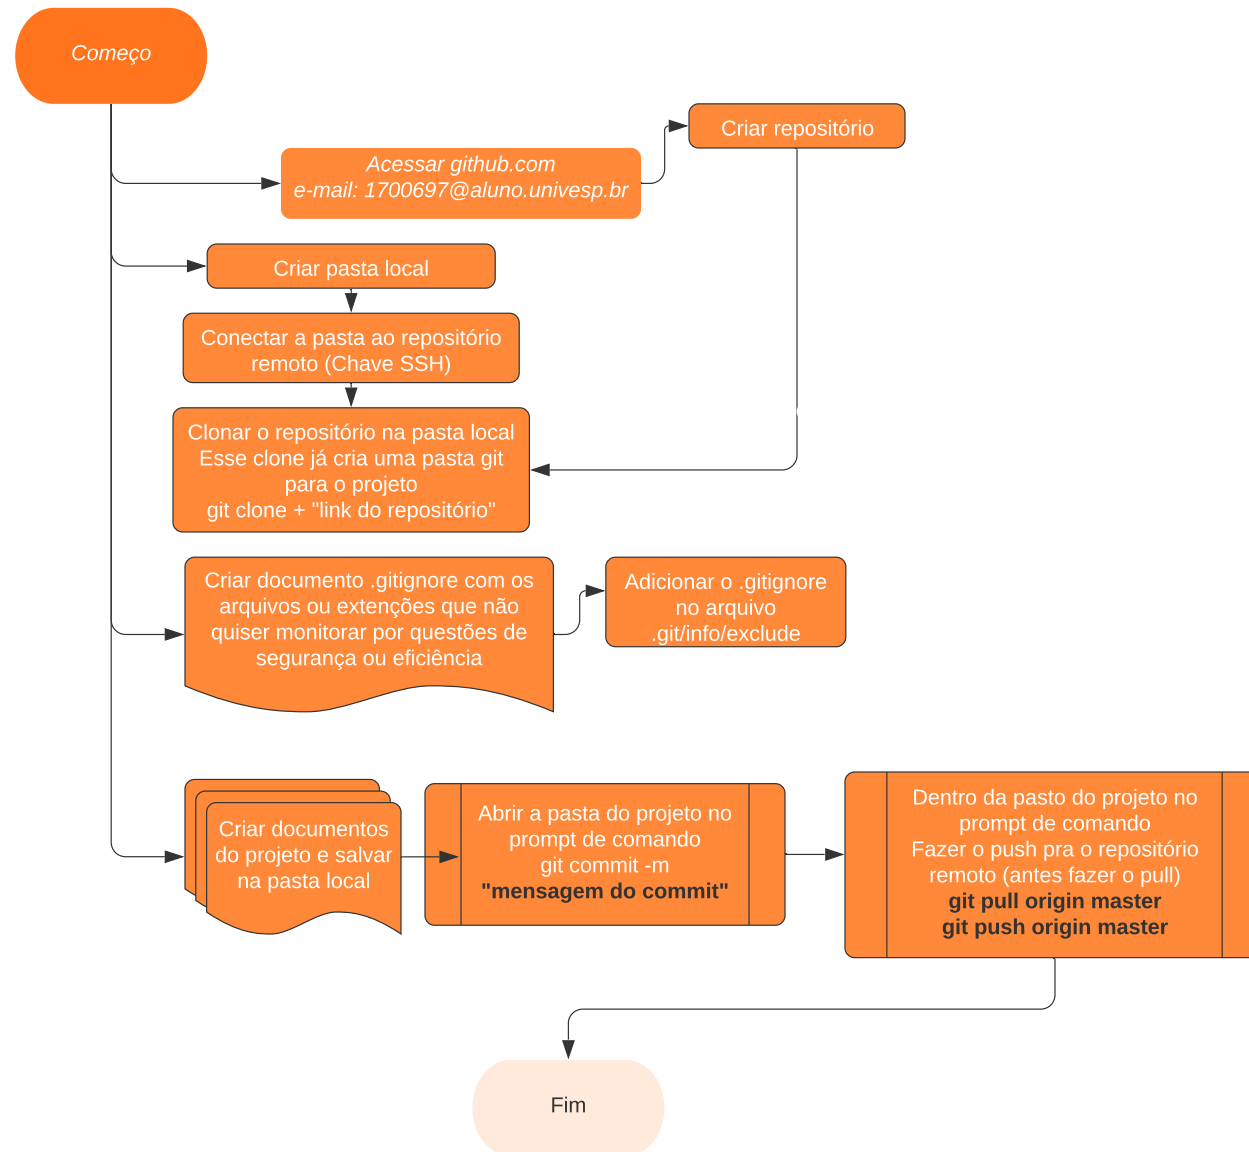 Começo
Acessar github.com
e-mail: 1700697@aluno.univesp.br
Criar repositório
Criar pasta local
Conectar a pasta ao repositório
remoto (Chave SSH)
Clonar o repositório na pasta local
Esse clone já cria uma pasta git
para o projeto
git clone + "link do repositório"
Criar documento .gitignore com os
arquivos ou extenções que não
quiser monitorar por questões de
segurança ou eficiência
Adicionar o .gitignore
no arquivo
.git/info/exclude
Criar documentos
do projeto e salvar
na pasta local
Abrir a pasta do projeto no
prompt de comando
git commit -m
"mensagem do commit"
Dentro da pasto do projeto no
prompt de comando
Fazer o push pra o repositório
remoto (antes fazer o pull)
git pull origin master
git push origin master
Fim